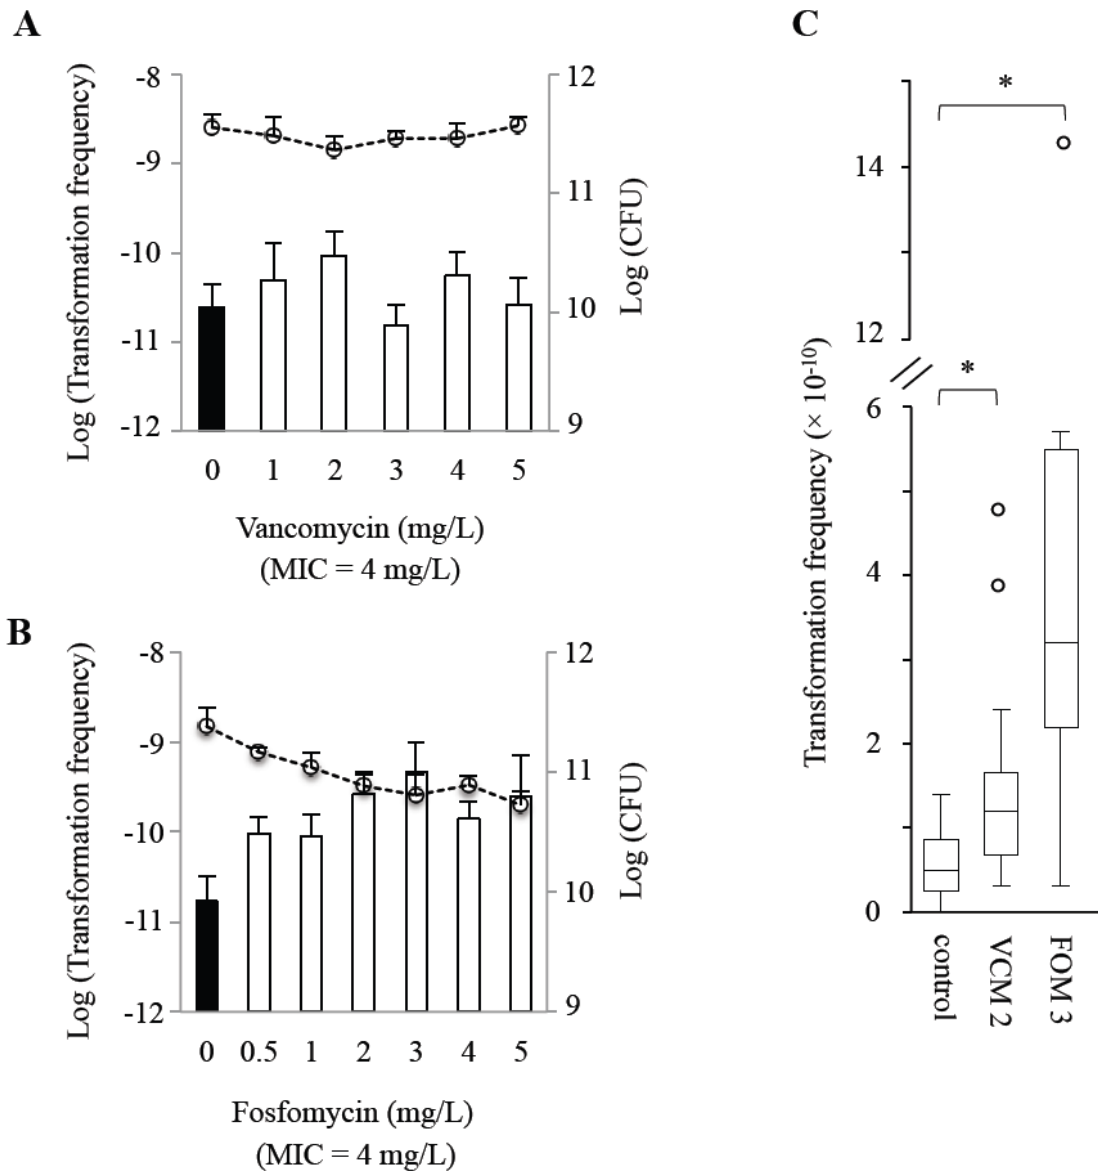 A
Log (Transformation frequency)
-8
-9
-10
-11
-12
12
11
10
9
Log (CFU)
0 1 2 3 4 5
Vancomycin (mg/L)
(MIC = 4 mg/L)
B
Log (Transformation frequency)
-8
-9
-10
-11
-12
12
11
10
9
Log (CFU)
0 0.5 1 2 3 4 5
Fosfomycin (mg/L)
(MIC = 4 mg/L)
C
Transformation frequency (× 10-10)
14
12
6
4
2
0
*
*
control
VCM 2
FOM 3